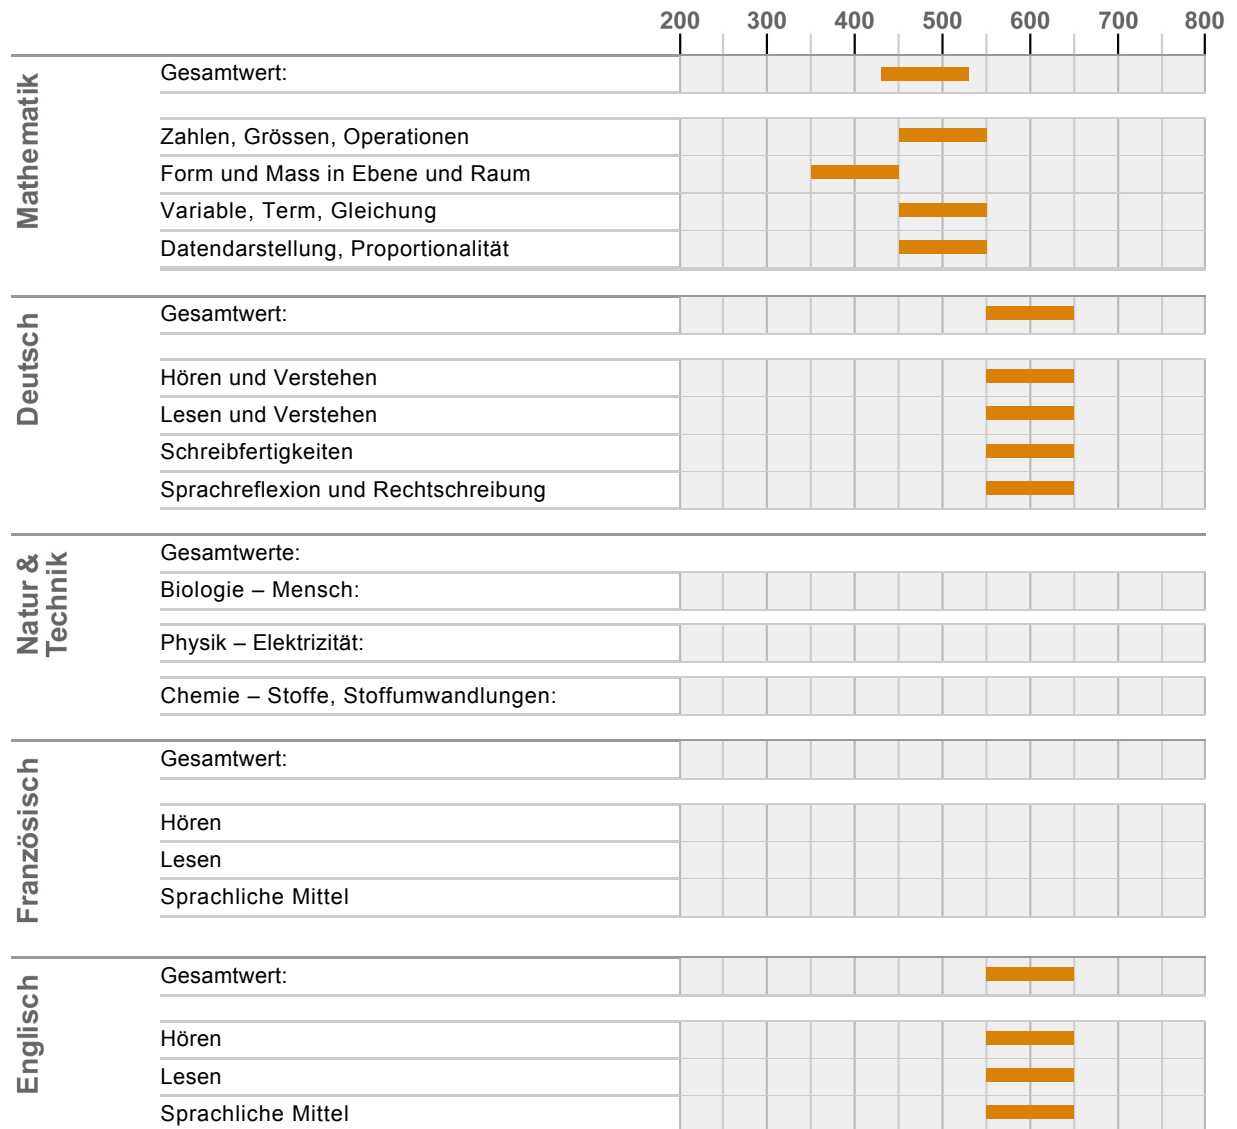 200 300 400 500 600 700 800
Mathematik
Gesamtwert:
Zahlen, Grössen, Operationen
Form und Mass in Ebene und Raum
Variable, Term, Gleichung
Datendarstellung, Proportionalität
Deutsch
Gesamtwert:
Hören und Verstehen
Lesen und Verstehen
Schreibfertigkeiten
Sprachreflexion und Rechtschreibung
Natur &
Technik
Gesamtwerte:
Biologie – Mensch:
Physik – Elektrizität:
Chemie – Stoffe, Stoffumwandlungen:
Französisch
Gesamtwert:
Hören
Lesen
Sprachliche Mittel
Englisch
Gesamtwert:
Hören
Lesen
Sprachliche Mittel